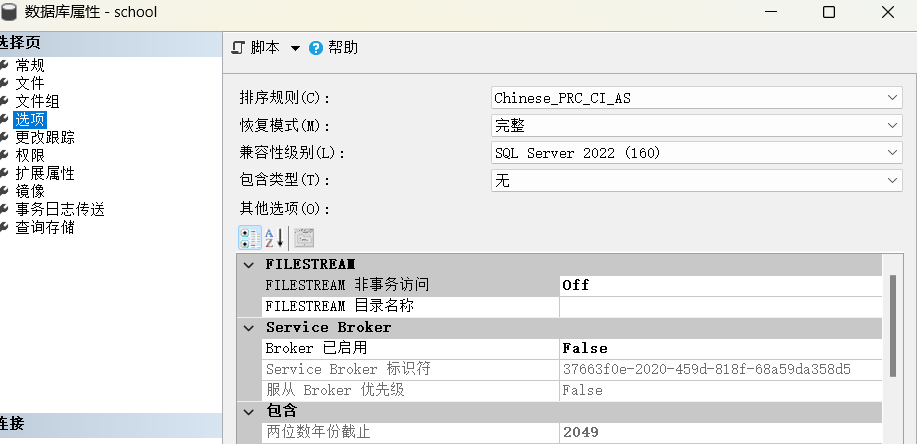 数据库属性 - school
选择页
常规
文件
文件组
选项
更改跟踪
权限
扩展属性
镜像
事务日志传送
查询存储
连接
脚本 帮助
排序规则(C): Chinese_PRC_CI_AS
恢复模式(M): 完整
兼容性级别(L): SQL Server 2022 (160)
包含类型(T): 无
其他选项(O):
FILESTREAM
FILESTREAM 非事务访问 Off
FILESTREAM 目录名称
Service Broker
Broker 已启用 False
Service Broker 标识符 37663f0e-2020-459d-818f-68a59da358d5
服从 Broker 优先级 False
包含
两位数年份截止 2049